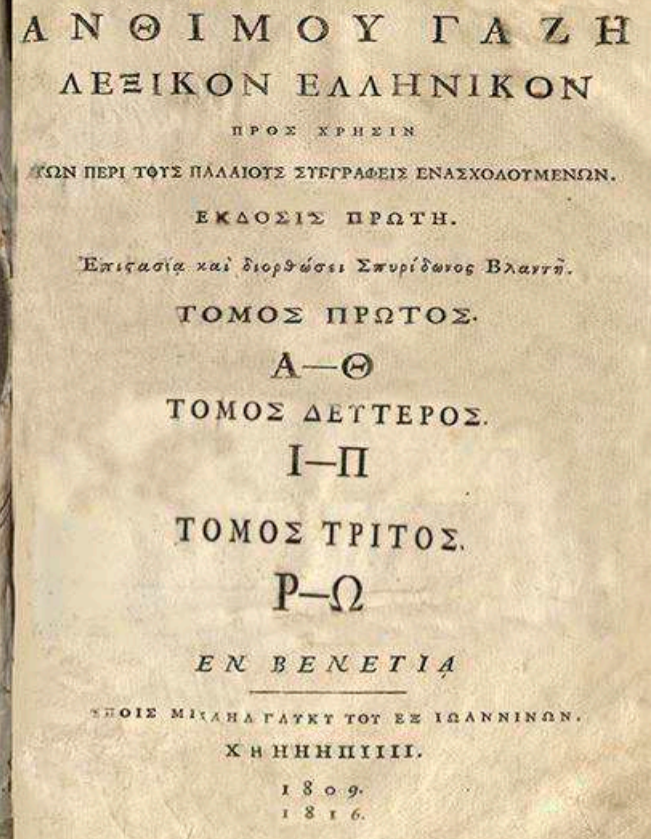 ΑΝΘΙΜΟΥ ΓΑΖΗ
ΛΕΞΙΚΟΝ ΕΛΛΗΝΙΚΟΝ
ΠΡΟΣ ΧΡΗΣΙΝ
ΤΩΝ ΠΕΡΙ ΤΟΥΣ ΠΑΛΑΙΟΥΣ ΣΥΓΓΡΑΦΕΙΣ ΕΝΑΣΧΟΛΟΥΜΕΝΩΝ.
ΕΚΔΟΣΙΣ ΠΡΩΤΗ.
Ἐπιϛασίᾳ καὶ διορθώσει Σπυρίδωνος Βλαντῆ.
ΤΟΜΟΣ ΠΡΩΤΟΣ.
Α—Θ
ΤΟΜΟΣ ΔΕΥΤΕΡΟΣ.
Ι—Π
ΤΟΜΟΣ ΤΡΙΤΟΣ.
Ρ—Ω
ΕΝ ΒΕΝΕΤΙᾼ
ΤΥΠΟΙΣ ΜΙΧΑΗΛ ΓΛΥΚΥ ΤΟΥ ΕΞ ΙΩΑΝΝΙΝΩΝ.
ΧΗΗΗΗΠΙΙΙΙ.
1809.
1816.